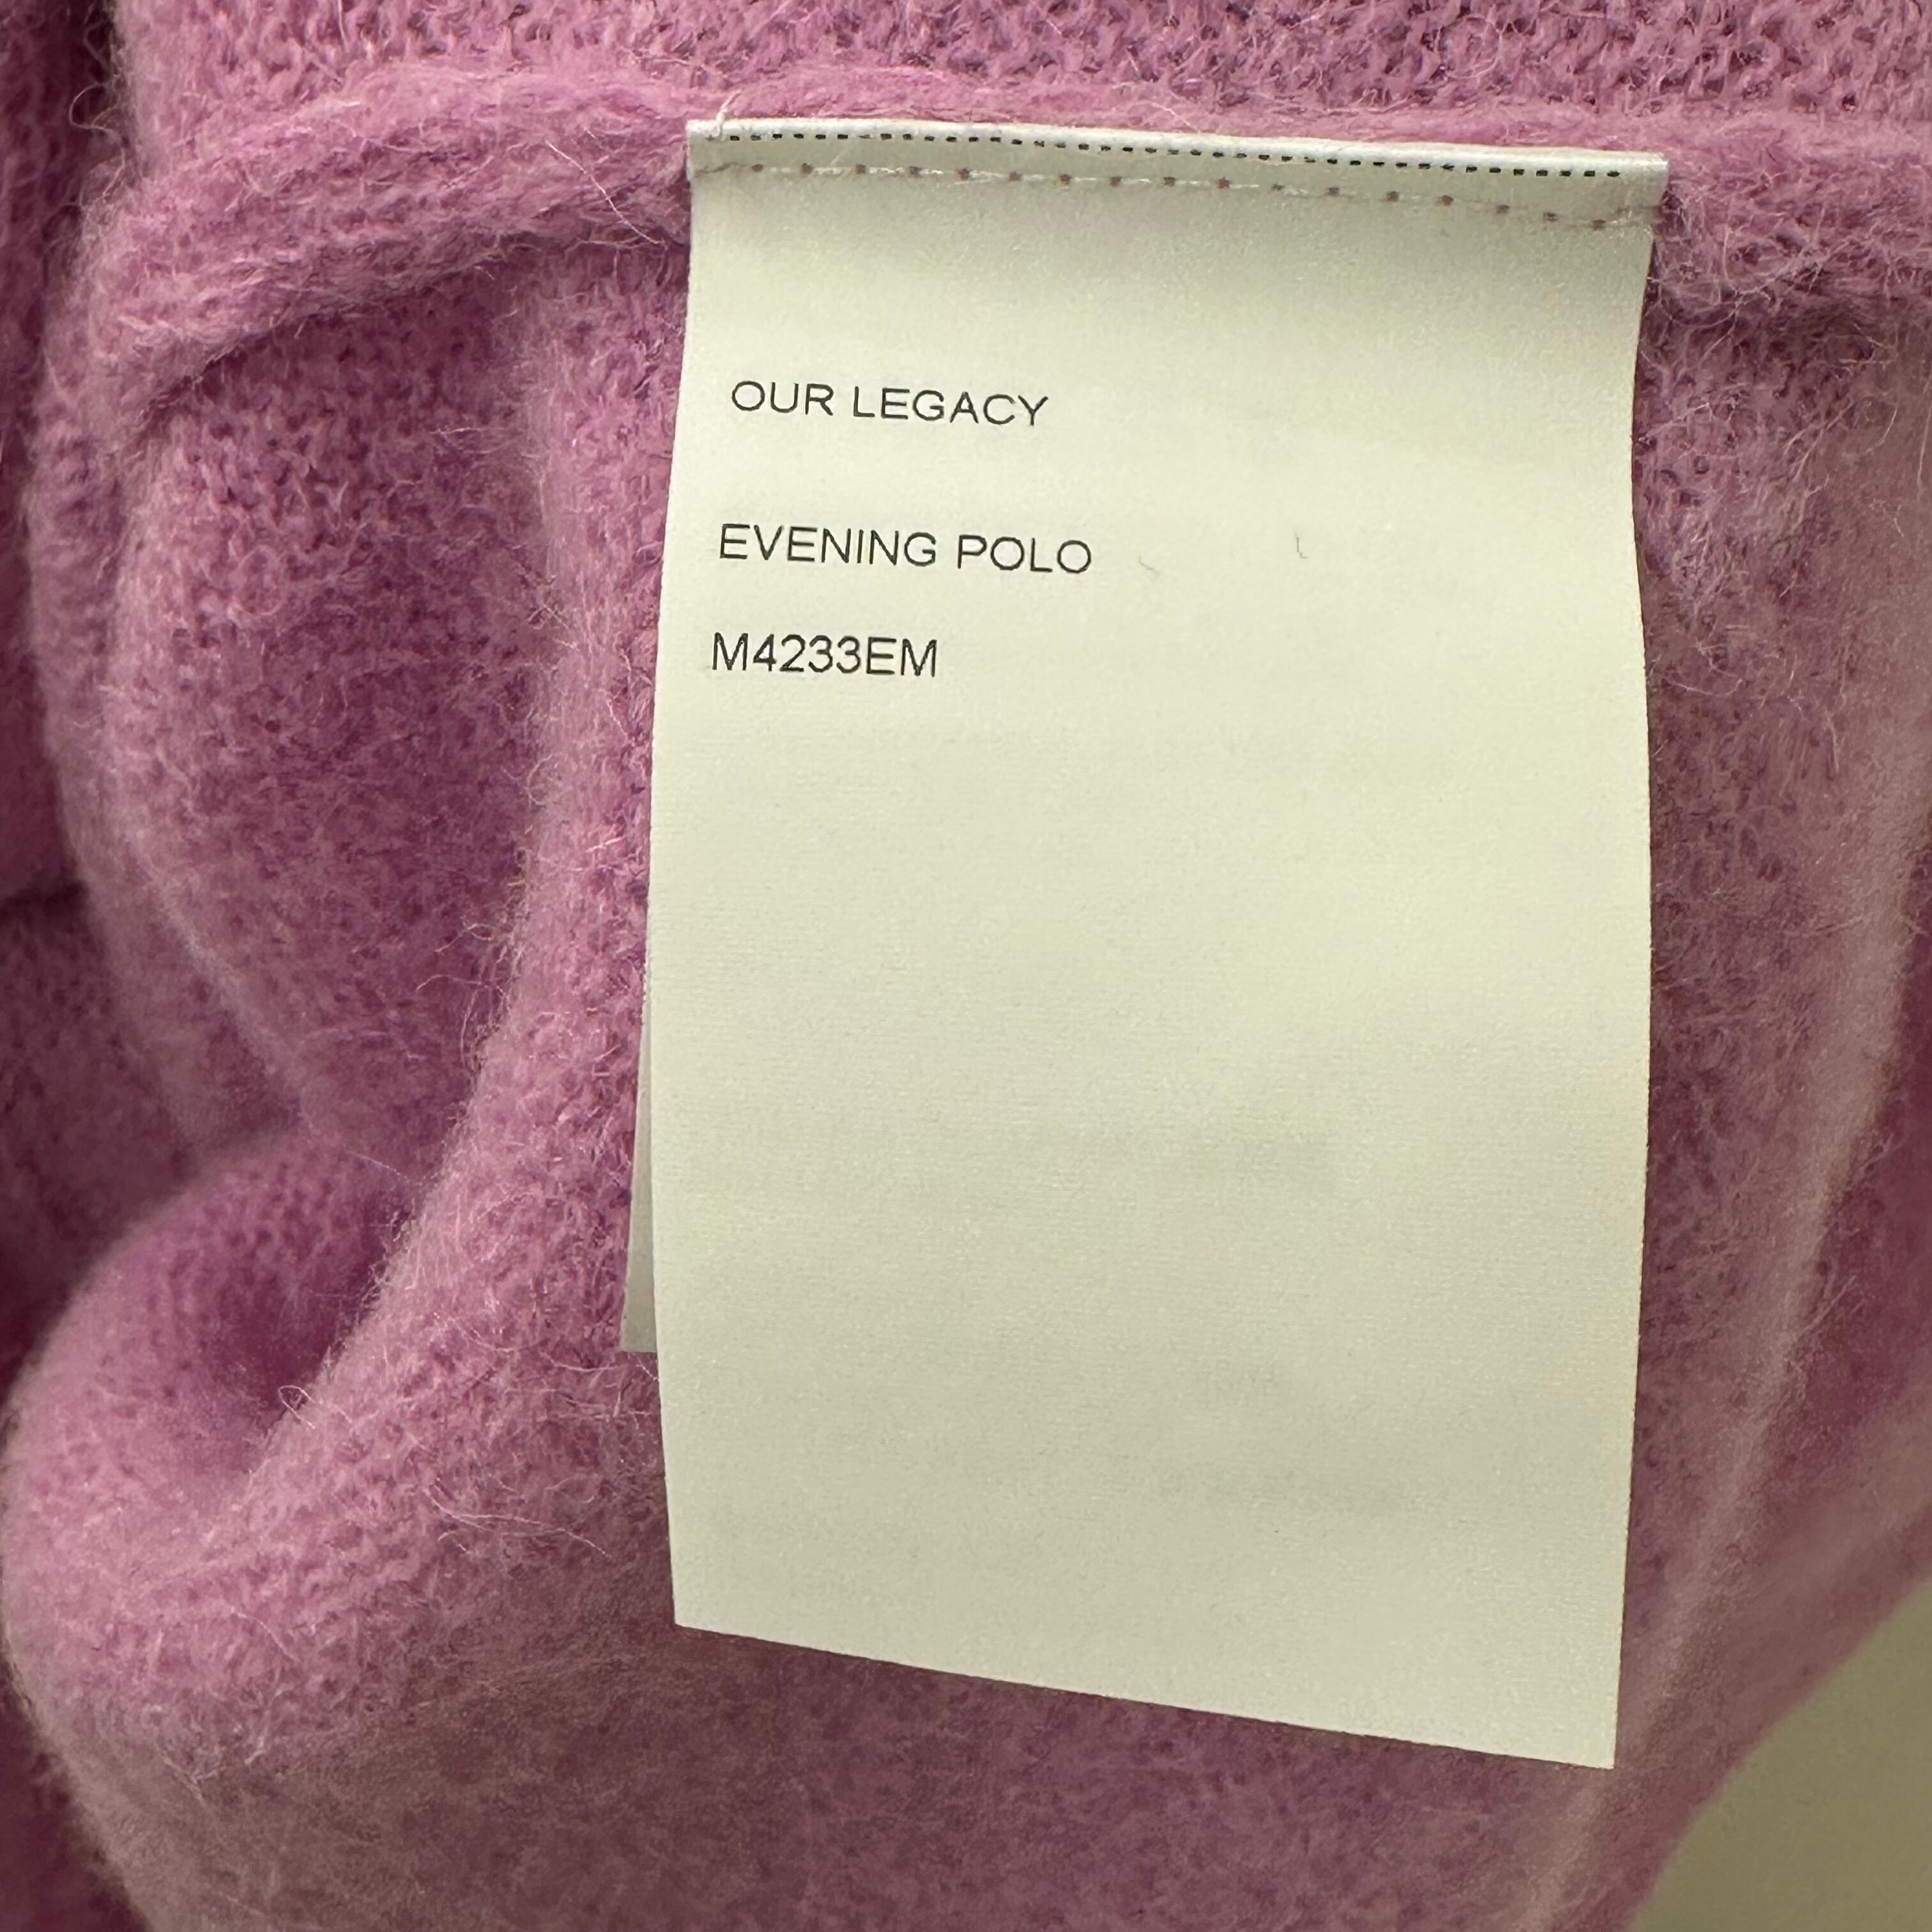 OUR LEGACY
EVENING POLO
M4233EM